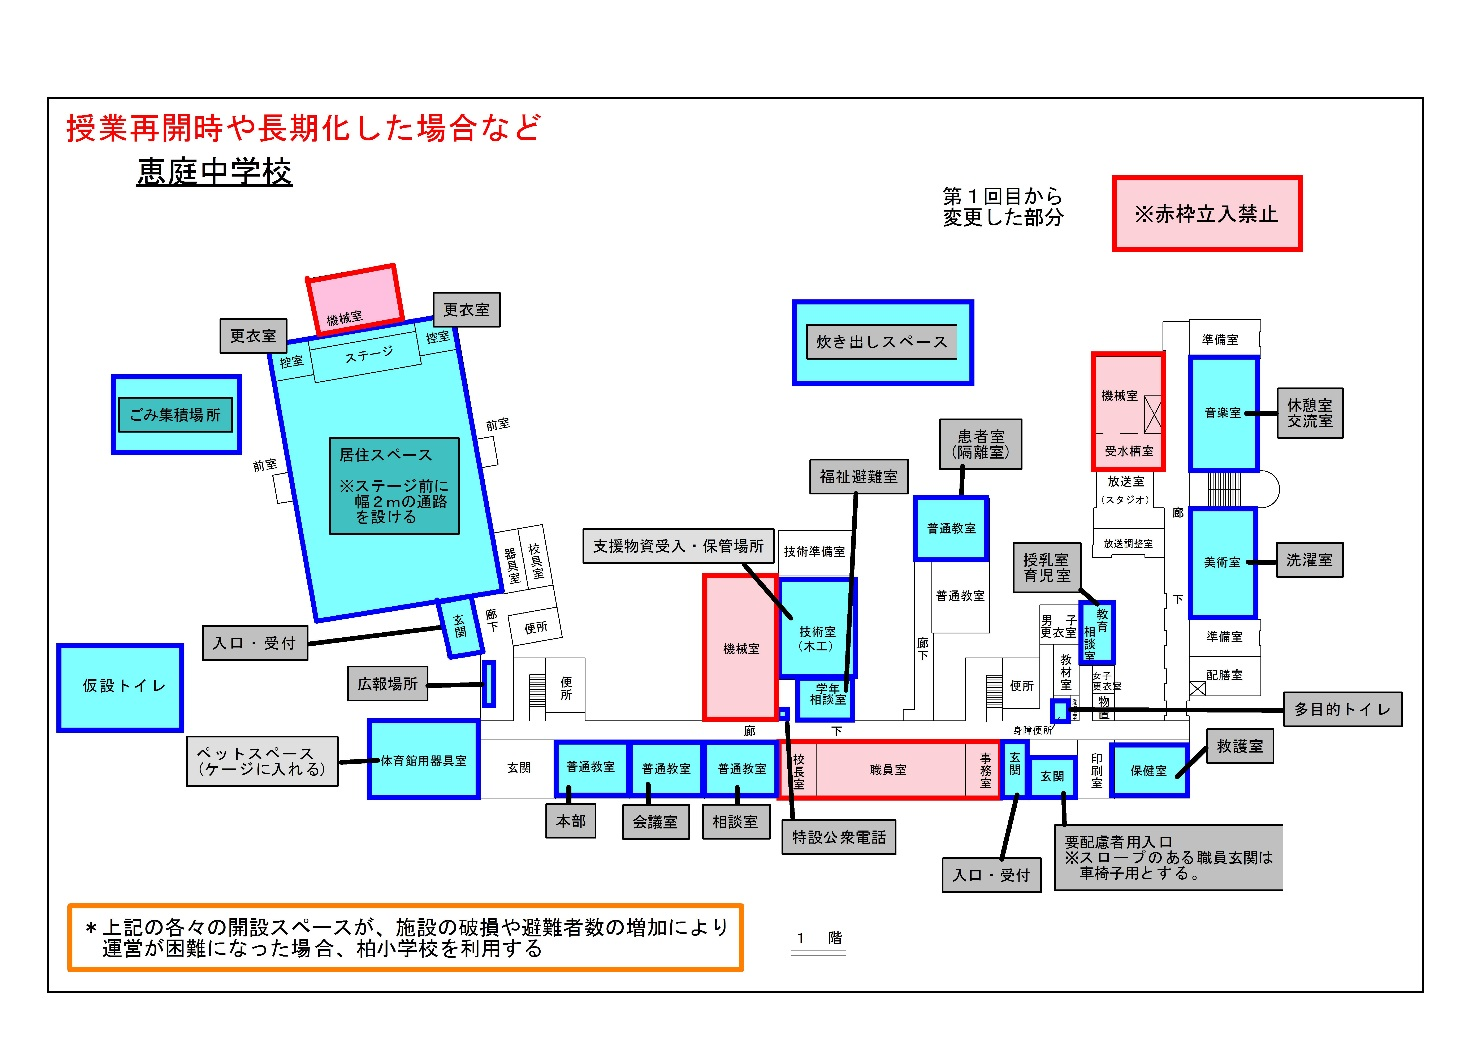 授業再開時や長期化した場合など
恵庭中学校
第１回目から
変更した部分
※赤枠立入禁止
機械室
更衣室
更衣室
控室
ステージ
控室
ごみ集積場所
前室
前室
居住スペース
※ステージ前に
幅２ｍの通路
を設ける
器具室
校具室
玄関
廊下
便所
入口・受付
仮設トイレ
広報場所
便所
ペットスペース
（ケージに入れる）
体育館用器具室
玄関
普通教室
普通教室
普通教室
本部
会議室
相談室
炊き出しスペース
支援物資受入・保管場所
技術準備室
機械室
技術室
（木工）
福祉避難室
学年
相談室
患者室
（隔離室）
普通教室
普通教室
廊下
便所
廊
下
校長室
職員室
事務室
特設公衆電話
玄関
玄関
印刷室
保健室
救護室
入口・受付
要配慮者用入口
※スロープのある職員玄関は
車椅子用とする。
授乳室
育児室
男子
更衣室
教育
相談室
教材室
女子
更衣室
物置
身障便所
多目的トイレ
機械室
受水槽室
放送室
（スタジオ）
放送調整室
廊
下
準備室
音楽室
休憩室
交流室
美術室
洗濯室
準備室
配膳室
＊上記の各々の開設スペースが、施設の破損や避難者数の増加により
運営が困難になった場合、柏小学校を利用する
１　階